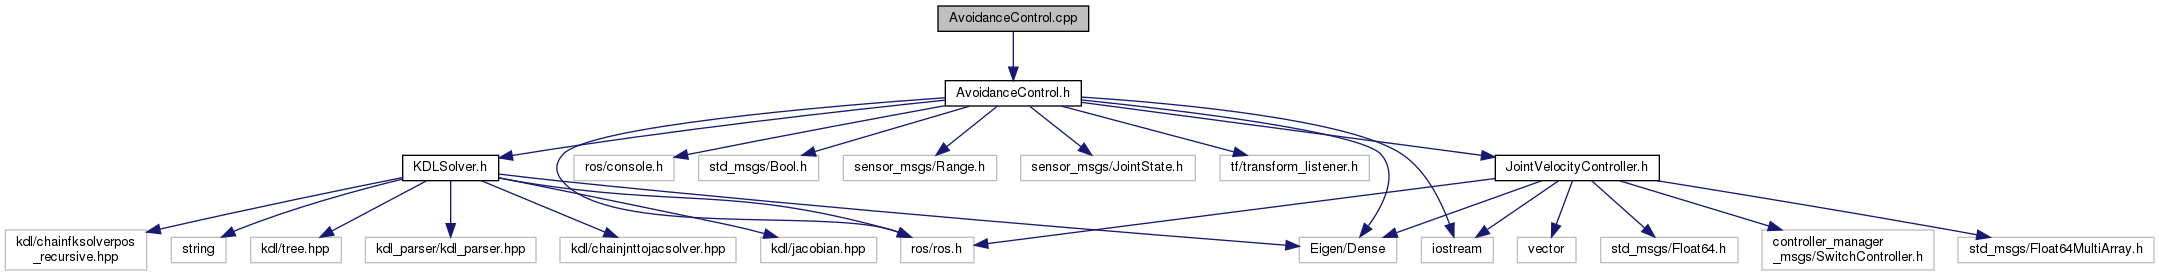 AvoidanceControl.cpp
AvoidanceControl.h
KDLSolver.h
ros/console.h
std_msgs/Bool.h
sensor_msgs/Range.h
sensor_msgs/JointState.h
tf/transform_listener.h
JointVelocityController.h
kdl/chainfksolverpos
_recursive.hpp
string
kdl/tree.hpp
kdl_parser/kdl_parser.hpp
kdl/chainjnttojacsolver.hpp
kdl/jacobian.hpp
ros/ros.h
Eigen/Dense
iostream
vector
std_msgs/Float64.h
controller_manager
_msgs/SwitchController.h
std_msgs/Float64MultiArray.h